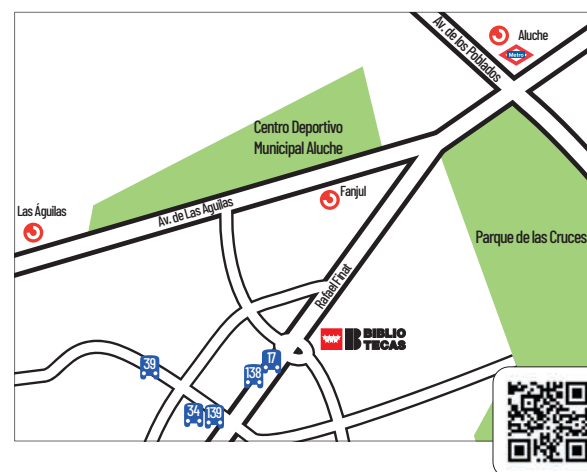 Av. de los Poblados
Aluche
Metro
Centro Deportivo
Municipal Aluche
Fanjul
Las Águilas
Av. de Las Águilas
Parque de las Cruces
Rafael Finat
BIBLIO
TECAS
17
138
39
34
139